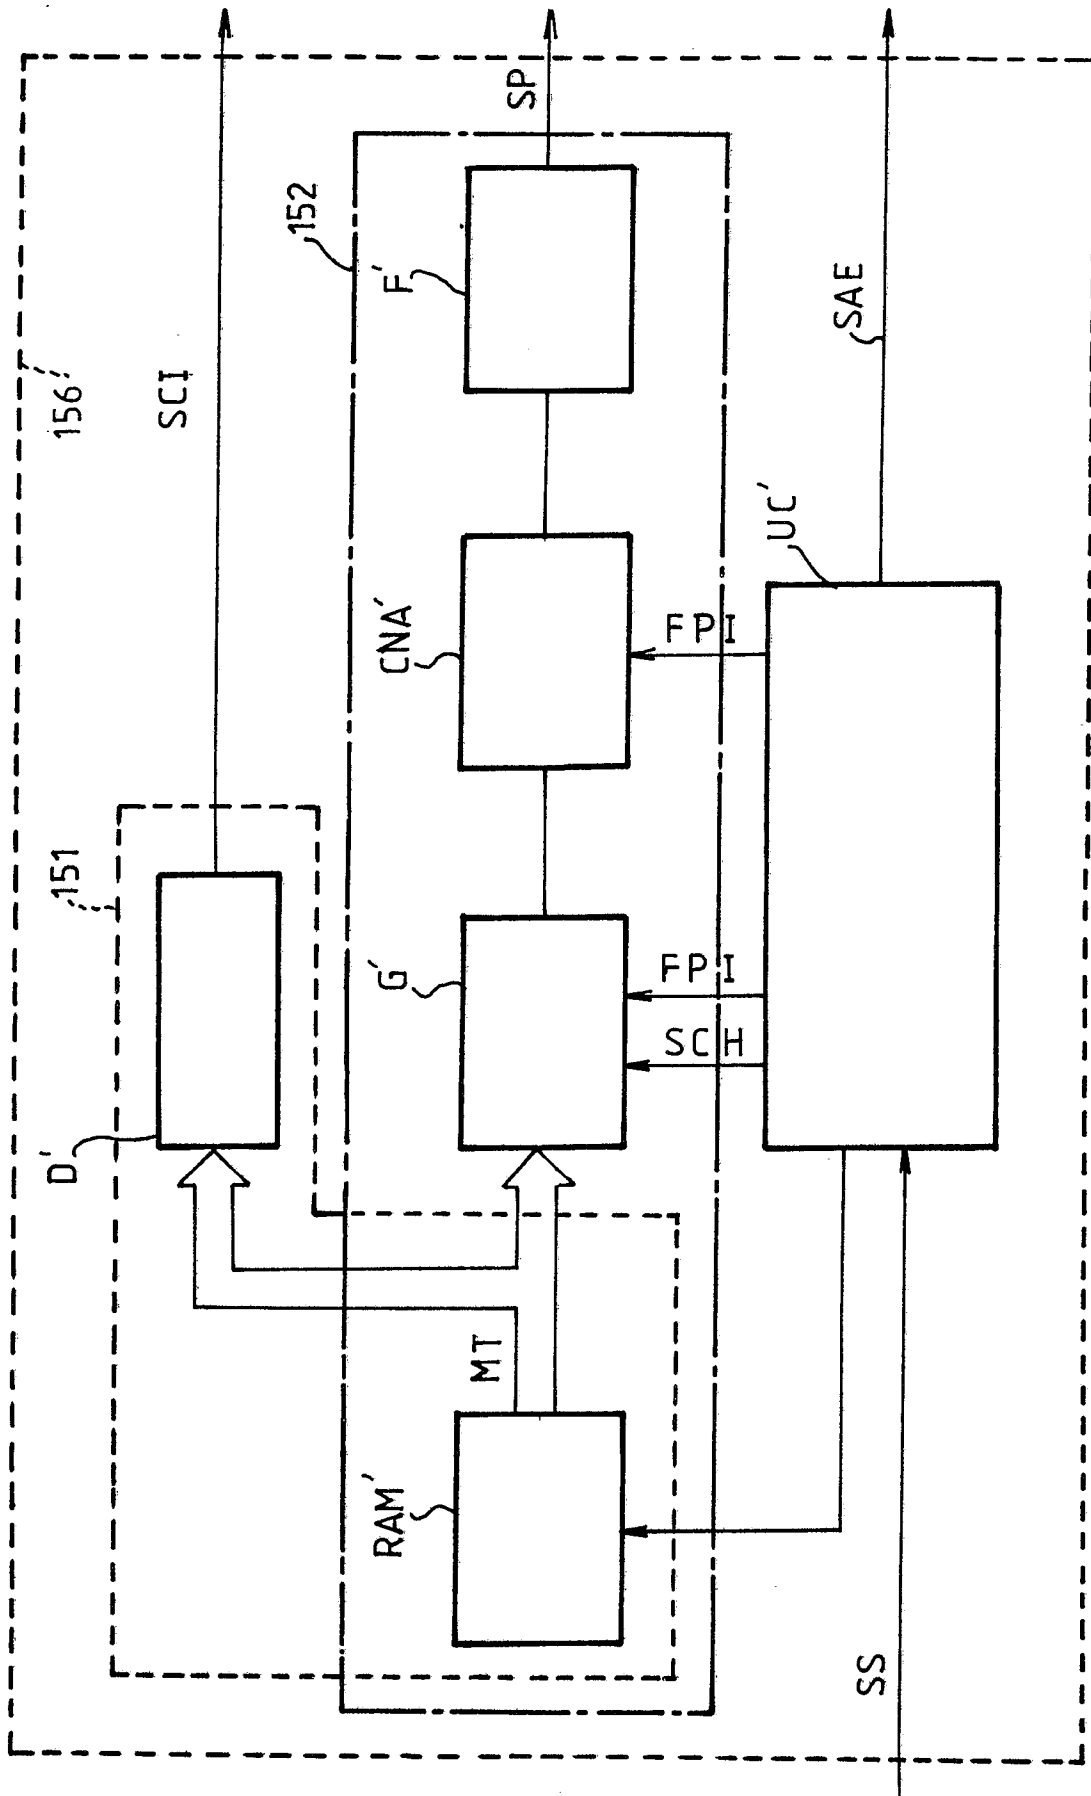 156
SCI
SP
152
F'
SAE
151
D'
CNA'
UC'
FPI
G'
FPI
SCH
MT
RAM'
SS